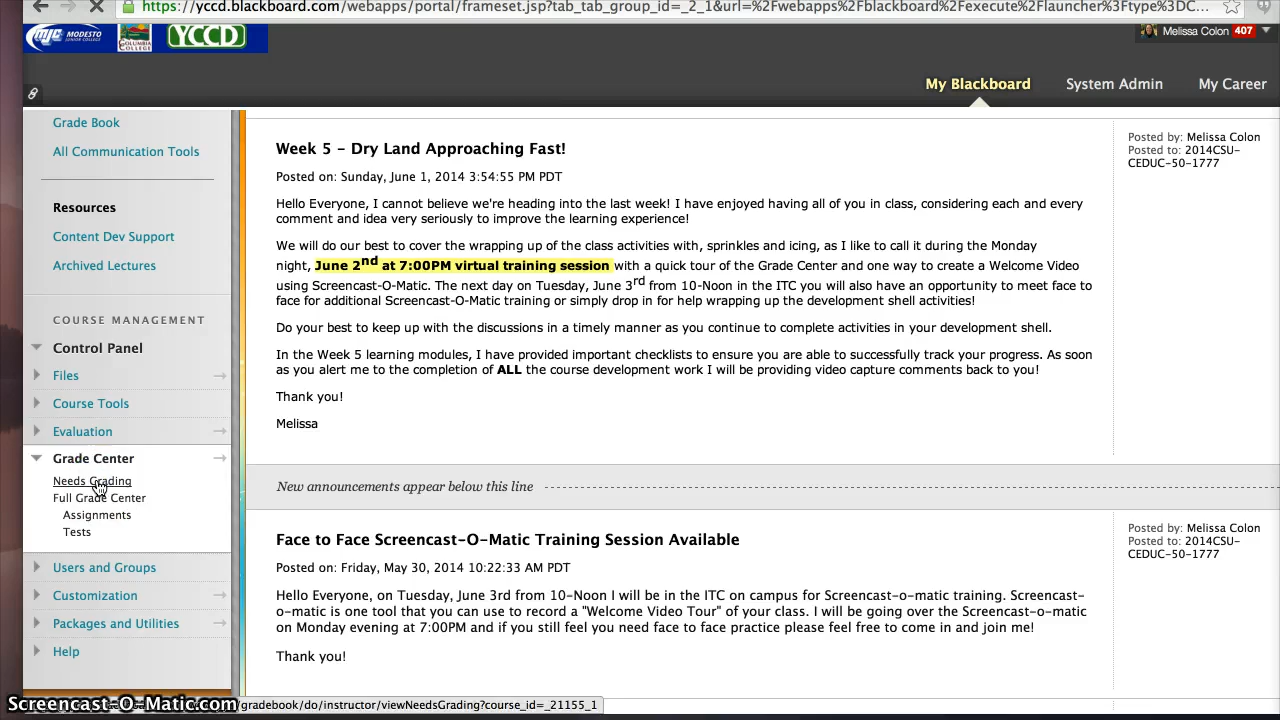 https://yccd.blackboard.com/webapps/portal/frameset.jsp?tab_tab_group_id=_2_1&url=%2Fwebapps%2Fblackboard%2Fexecute%2Flauncher%3Ftype%3DC...
mjc MODESTO JUNIOR COLLEGE
COLUMBIA COLLEGE
YCCD
Melissa Colon 407
My Blackboard
System Admin
My Career
Grade Book
All Communication Tools
Resources
Content Dev Support
Archived Lectures
COURSE MANAGEMENT
Control Panel
Files
Course Tools
Evaluation
Grade Center
Needs Grading
Full Grade Center
Assignments
Tests
Users and Groups
Customization
Packages and Utilities
Help
Week 5 – Dry Land Approaching Fast!
Posted on: Sunday, June 1, 2014 3:54:55 PM PDT
Hello Everyone, I cannot believe we're heading into the last week! I have enjoyed having all of you in class, considering each and every
comment and idea very seriously to improve the learning experience!
We will do our best to cover the wrapping up of the class activities with, sprinkles and icing, as I like to call it during the Monday
night, June 2nd at 7:00PM virtual training session with a quick tour of the Grade Center and one way to create a Welcome Video
using Screencast-O-Matic. The next day on Tuesday, June 3rd from 10-Noon in the ITC you will also have an opportunity to meet face to
face for additional Screencast-O-Matic training or simply drop in for help wrapping up the development shell activities!
Do your best to keep up with the discussions in a timely manner as you continue to complete activities in your development shell.
In the Week 5 learning modules, I have provided important checklists to ensure you are able to successfully track your progress. As soon
as you alert me to the completion of ALL the course development work I will be providing video capture comments back to you!
Thank you!
Melissa
Posted by: Melissa Colon
Posted to: 2014CSU-
CEDUC-50-1777
New announcements appear below this line
Face to Face Screencast-O-Matic Training Session Available
Posted on: Friday, May 30, 2014 10:22:33 AM PDT
Hello Everyone, on Tuesday, June 3rd from 10-Noon I will be in the ITC on campus for Screencast-o-matic training. Screencast-
o-matic is one tool that you can use to record a "Welcome Video Tour" of your class. I will be going over the Screencast-o-matic
on Monday evening at 7:00PM and if you still feel you need face to face practice please feel free to come in and join me!
Thank you!
Posted by: Melissa Colon
Posted to: 2014CSU-
CEDUC-50-1777
Screencast-O-Matic.com
/gradebook/do/instructor/viewNeedsGrading?course_id=_21155_1